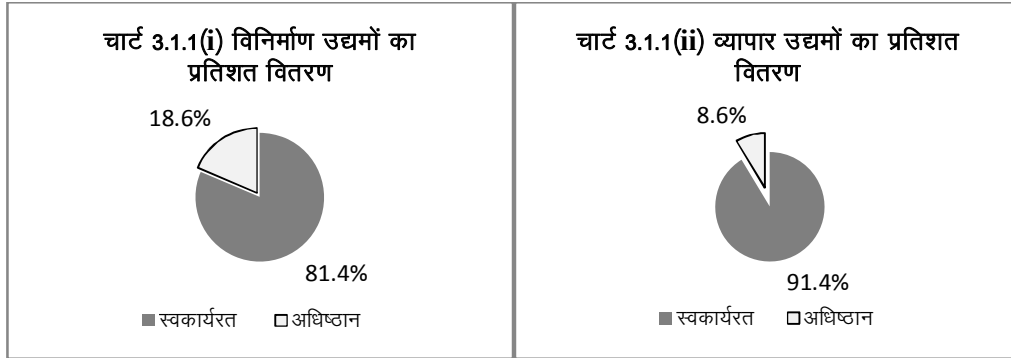 चार्ट 3.1.1(i) विनिर्माण उद्यमों का
प्रतिशत वितरण
18.6%
81.4%
स्वकार्यरत अधिष्ठान
चार्ट 3.1.1(ii) व्यापार उद्यमों का प्रतिशत
वितरण
8.6%
91.4%
स्वकार्यरत अधिष्ठान